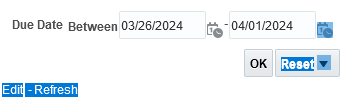 Due Date Between 03/26/2024 - 04/01/2024
OK Reset
Edit - Refresh